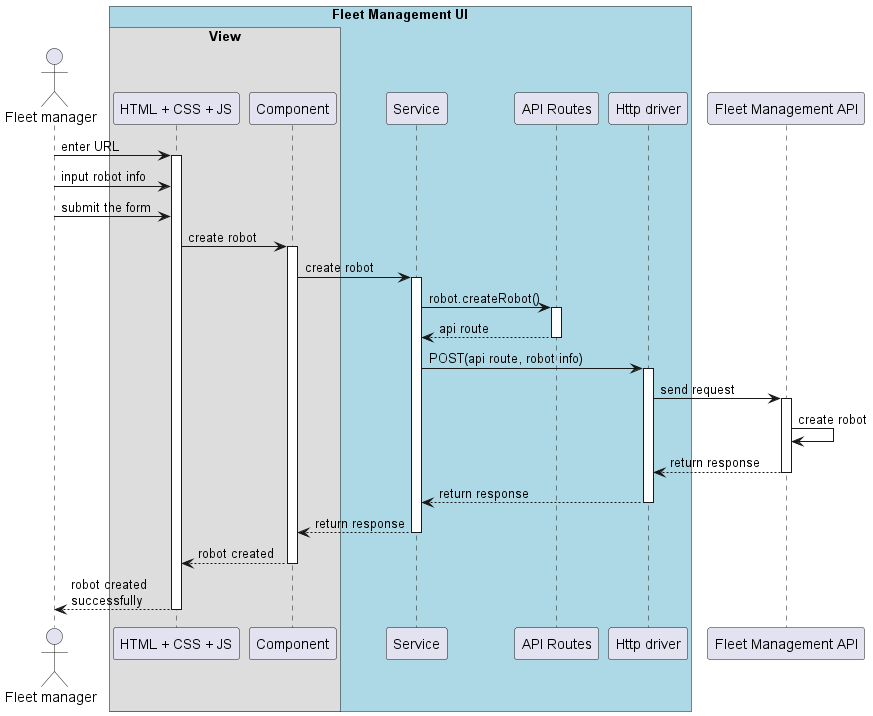 Fleet Management UI
View
Fleet manager
HTML + CSS + JS
Component
Service
API Routes
Http driver
Fleet Management API
enter URL
input robot info
submit the form
create robot
create robot
robot.createRobot()
api route
POST(api route, robot info)
send request
create robot
return response
return response
return response
robot created
robot created
successfully
Fleet manager
HTML + CSS + JS
Component
Service
API Routes
Http driver
Fleet Management API